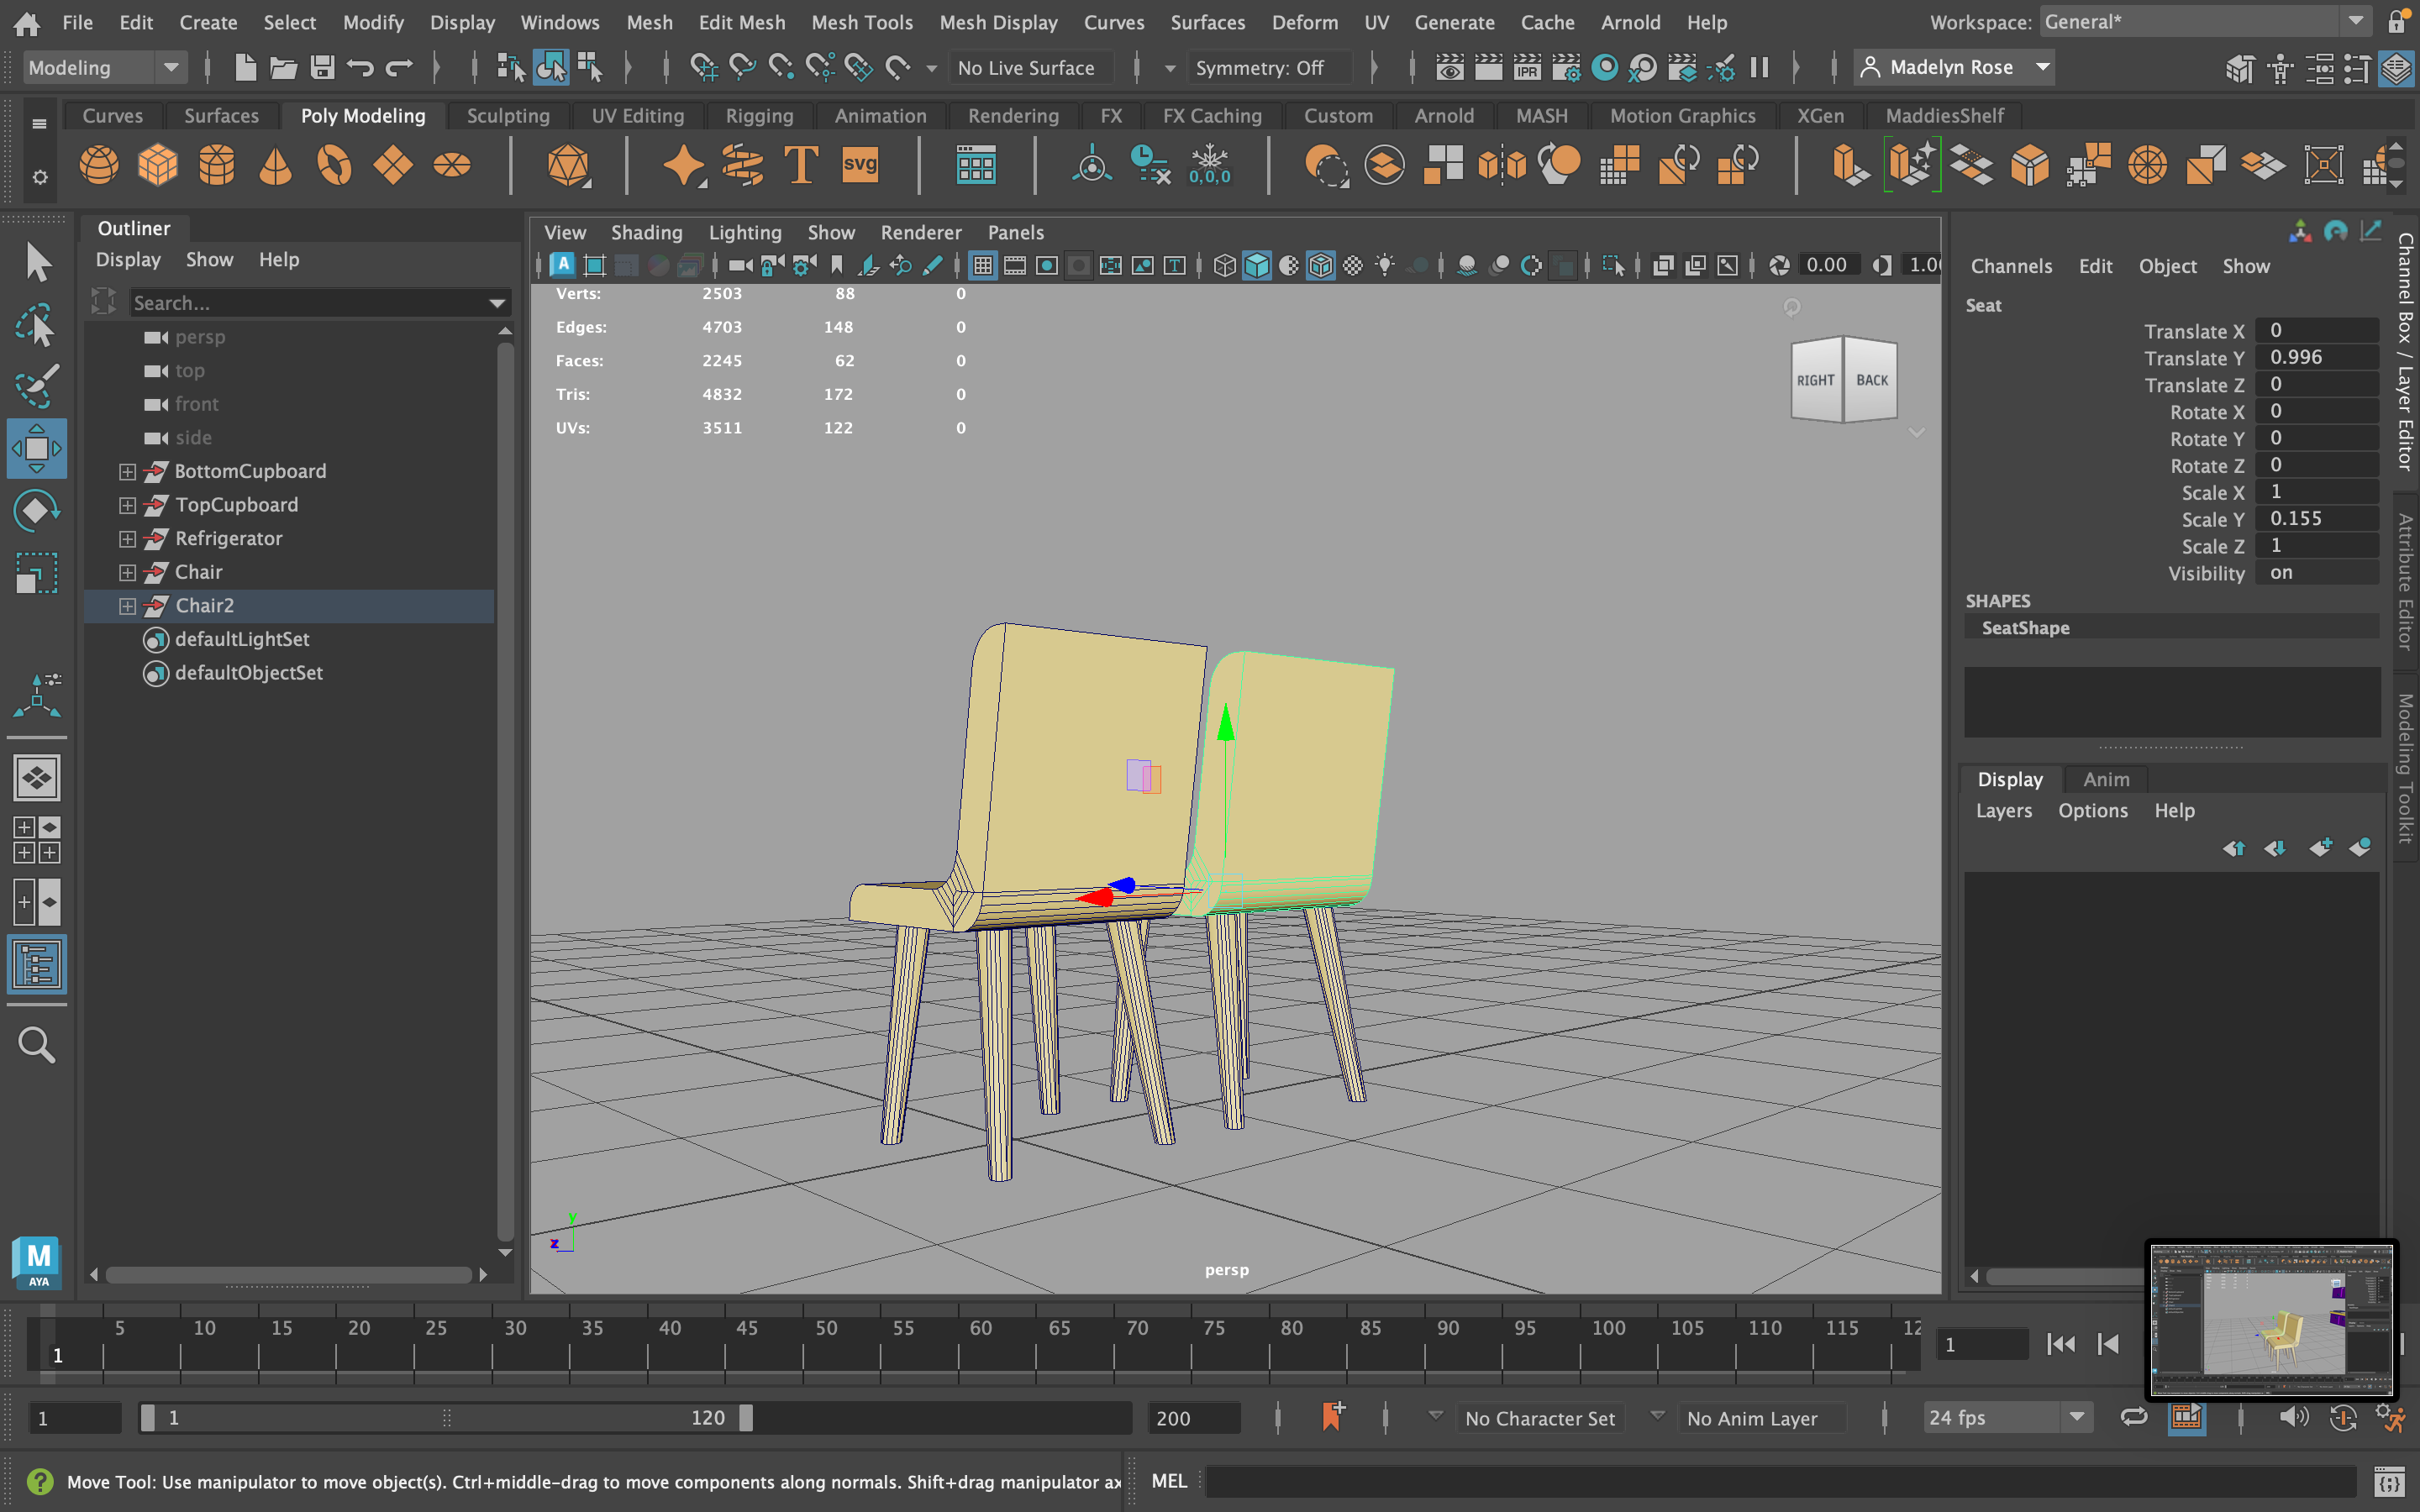 File Edit Create Select Modify Display Windows Mesh Edit Mesh Mesh Tools Mesh Display Curves Surfaces Deform UV Generate Cache Arnold Help Workspace: General*
Modeling No Live Surface Symmetry: Off IPR Madelyn Rose
Curves Surfaces Poly Modeling Sculpting UV Editing Rigging Animation Rendering FX FX Caching Custom Arnold MASH Motion Graphics XGen MaddiesShelf
T svg 0,0,0
Outliner
Display Show Help
Search...
persp
top
front
side
BottomCupboard
TopCupboard
Refrigerator
Chair
Chair2
defaultLightSet
defaultObjectSet
View Shading Lighting Show Renderer Panels
A T 0.00 1.00
Verts: 2503 88 0
Edges: 4703 148 0
Faces: 2245 62 0
Tris: 4832 172 0
UVs: 3511 122 0
RIGHT BACK
y
z
persp
Channels Edit Object Show
Seat
Translate X 0
Translate Y 0.996
Translate Z 0
Rotate X 0
Rotate Y 0
Rotate Z 0
Scale X 1
Scale Y 0.155
Scale Z 1
Visibility on
SHAPES
SeatShape
Display Anim
Layers Options Help
Channel Box / Layer Editor
Attribute Editor
Modeling Toolkit
M
AYA
5 10 15 20 25 30 35 40 45 50 55 60 65 70 75 80 85 90 95 100 105 110 115 12
1 1
1 1 120 200 No Character Set No Anim Layer 24 fps
Move Tool: Use manipulator to move object(s). Ctrl+middle-drag to move components along normals. Shift+drag manipulator ax MEL